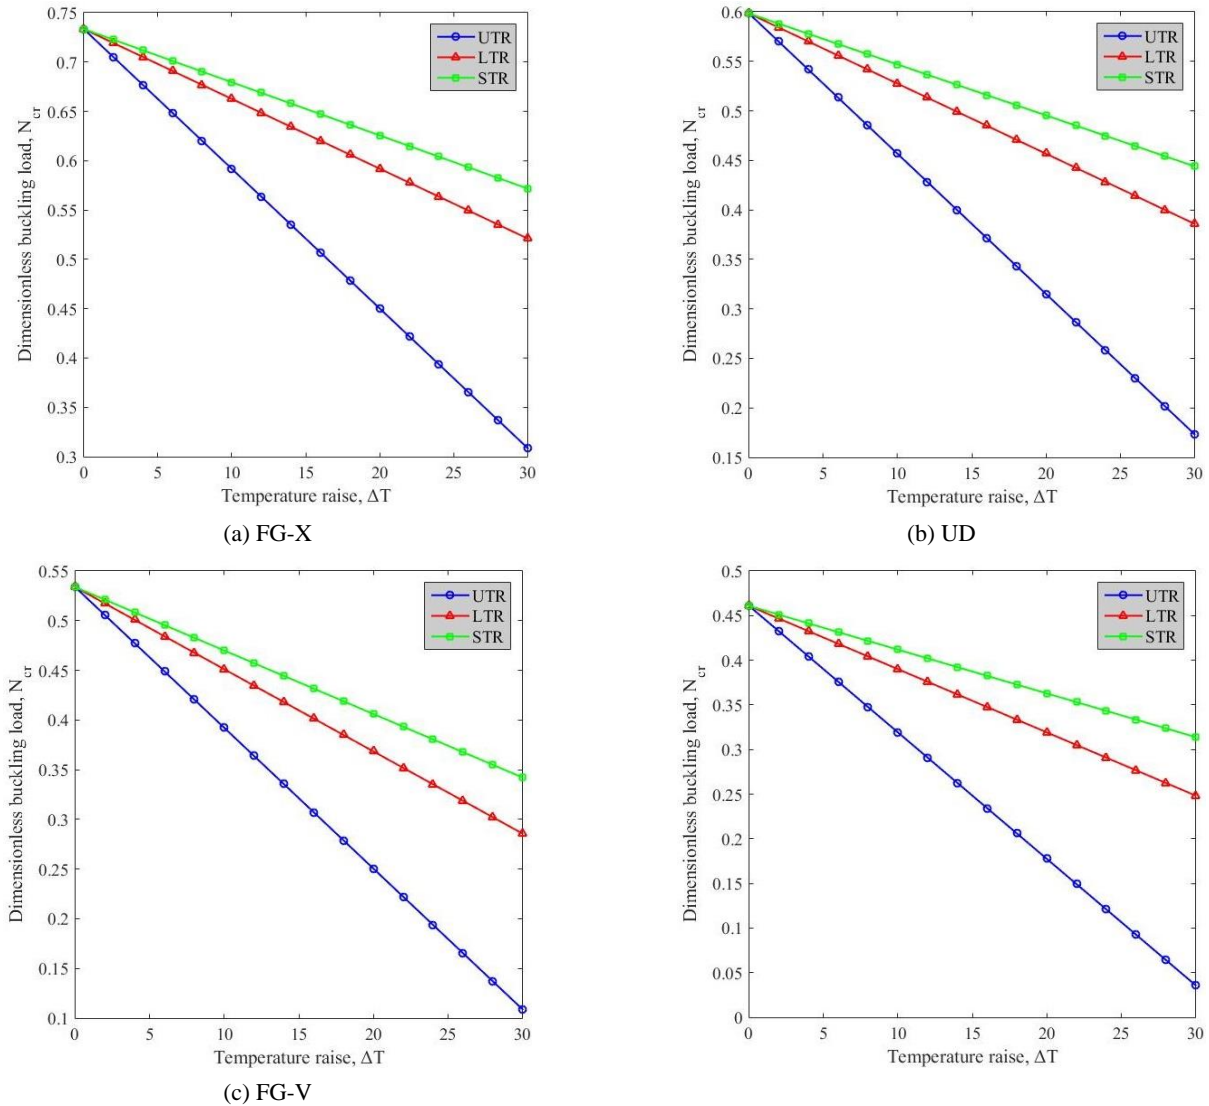 0.75
0.7
0.65
0.6
0.55
0.5
0.45
0.4
0.35
0.3
Dimensionless buckling load, N_cr
UTR
LTR
STR
0 5 10 15 20 25 30
Temperature raise, ΔT
(a) FG-X
0.6
0.55
0.5
0.45
0.4
0.35
0.3
0.25
0.2
0.15
Dimensionless buckling load, N_cr
UTR
LTR
STR
0 5 10 15 20 25 30
Temperature raise, ΔT
(b) UD
0.55
0.5
0.45
0.4
0.35
0.3
0.25
0.2
0.15
0.1
Dimensionless buckling load, N_cr
UTR
LTR
STR
0 5 10 15 20 25 30
Temperature raise, ΔT
(c) FG-V
0.5
0.45
0.4
0.35
0.3
0.25
0.2
0.15
0.1
0.05
0
Dimensionless buckling load, N_cr
UTR
LTR
STR
0 5 10 15 20 25 30
Temperature raise, ΔT